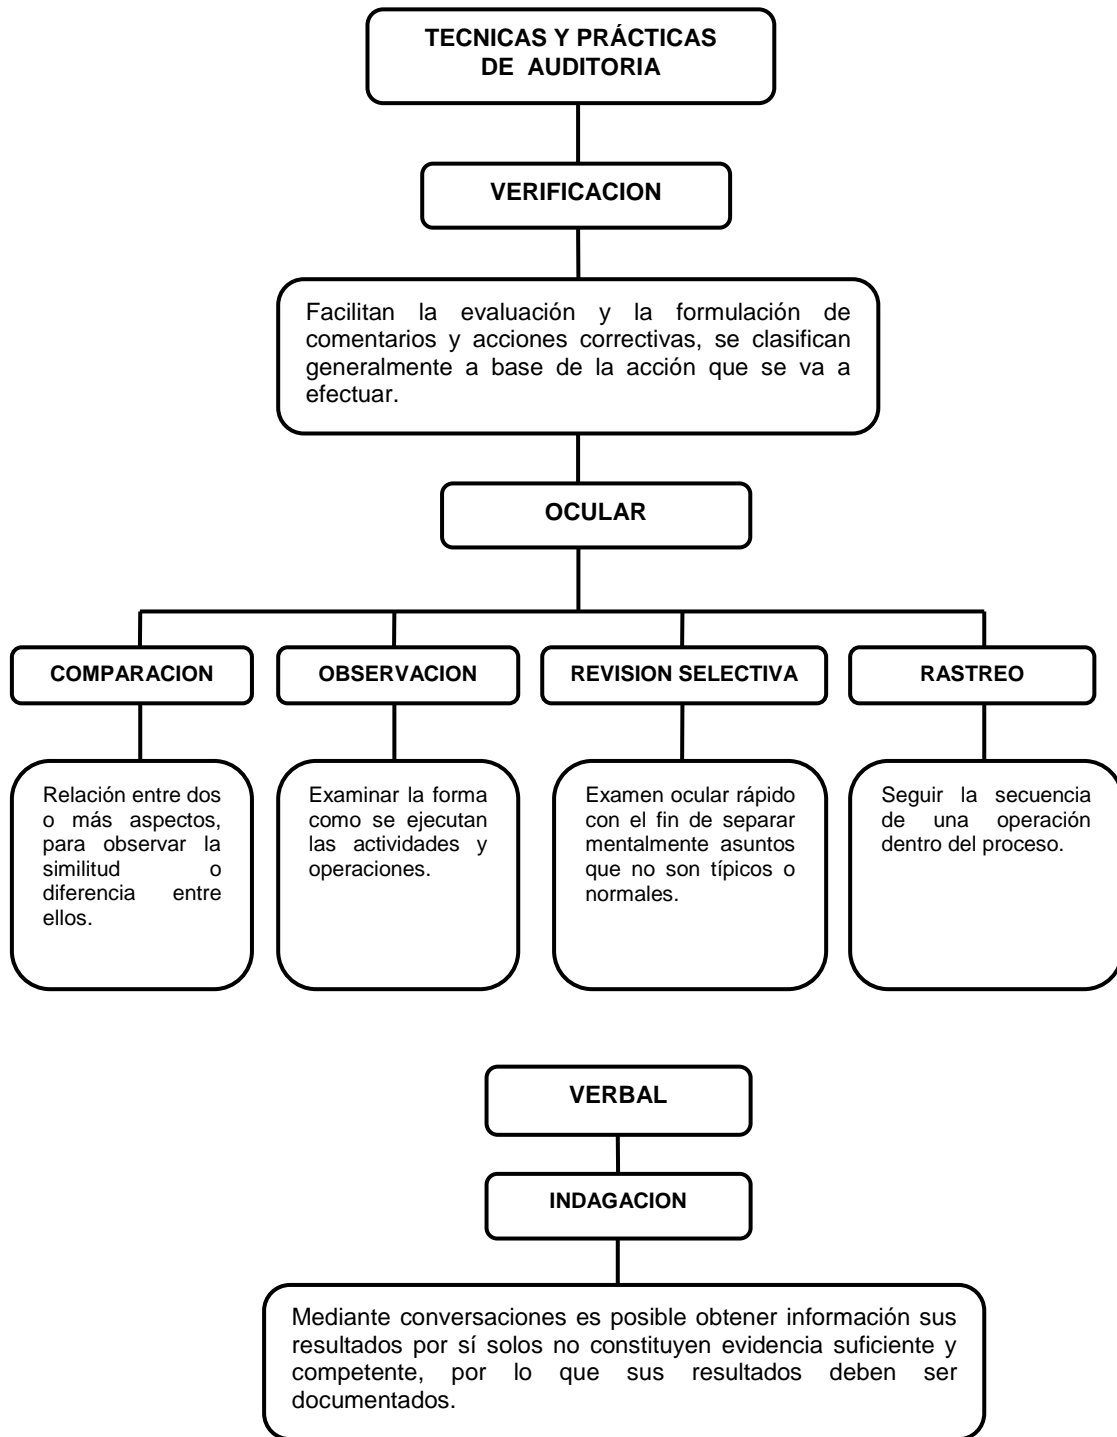 TECNICAS Y PRÁCTICAS
DE AUDITORIA
VERIFICACION
Facilitan la evaluación y la formulación de
comentarios y acciones correctivas, se clasifican
generalmente a base de la acción que se va a
efectuar.
OCULAR
COMPARACION
Relación entre dos
o más aspectos,
para observar la
similitud o
diferencia entre
ellos.
OBSERVACION
Examinar la forma
como se ejecutan
las actividades y
operaciones.
REVISION SELECTIVA
Examen ocular rápido
con el fin de separar
mentalmente asuntos
que no son típicos o
normales.
RASTREO
Seguir la secuencia
de una operación
dentro del proceso.
VERBAL
INDAGACION
Mediante conversaciones es posible obtener información sus
resultados por sí solos no constituyen evidencia suficiente y
competente, por lo que sus resultados deben ser
documentados.